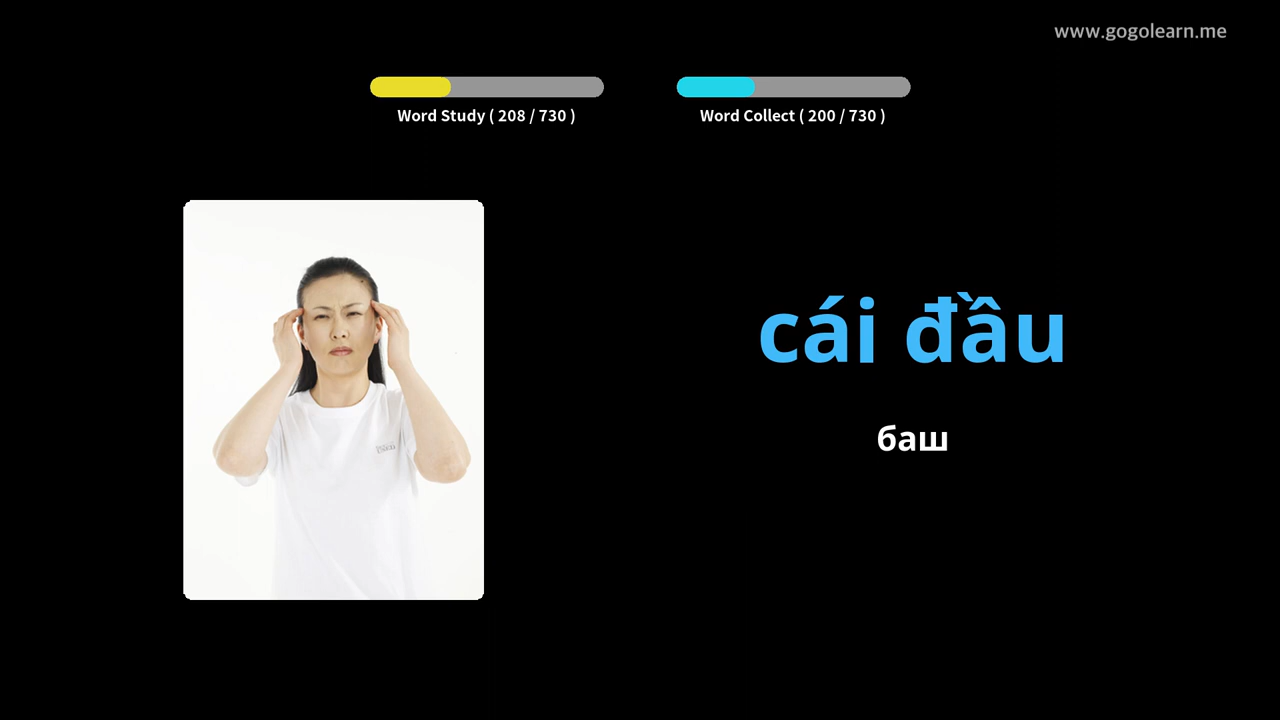 www.gogolearn.me
Word Study ( 208 / 730 )
Word Collect ( 200 / 730 )
cái đầu
баш